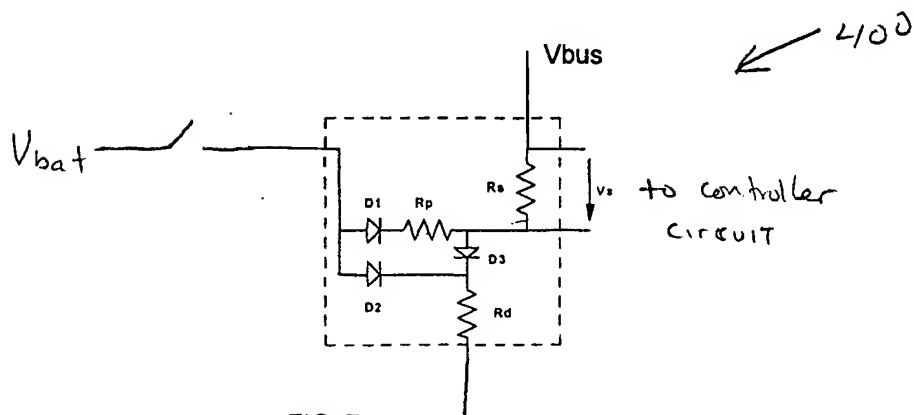 400
Vbus
Vbat
Rs
Vs
to controller
circuit
D1
Rp
D3
D2
Rd